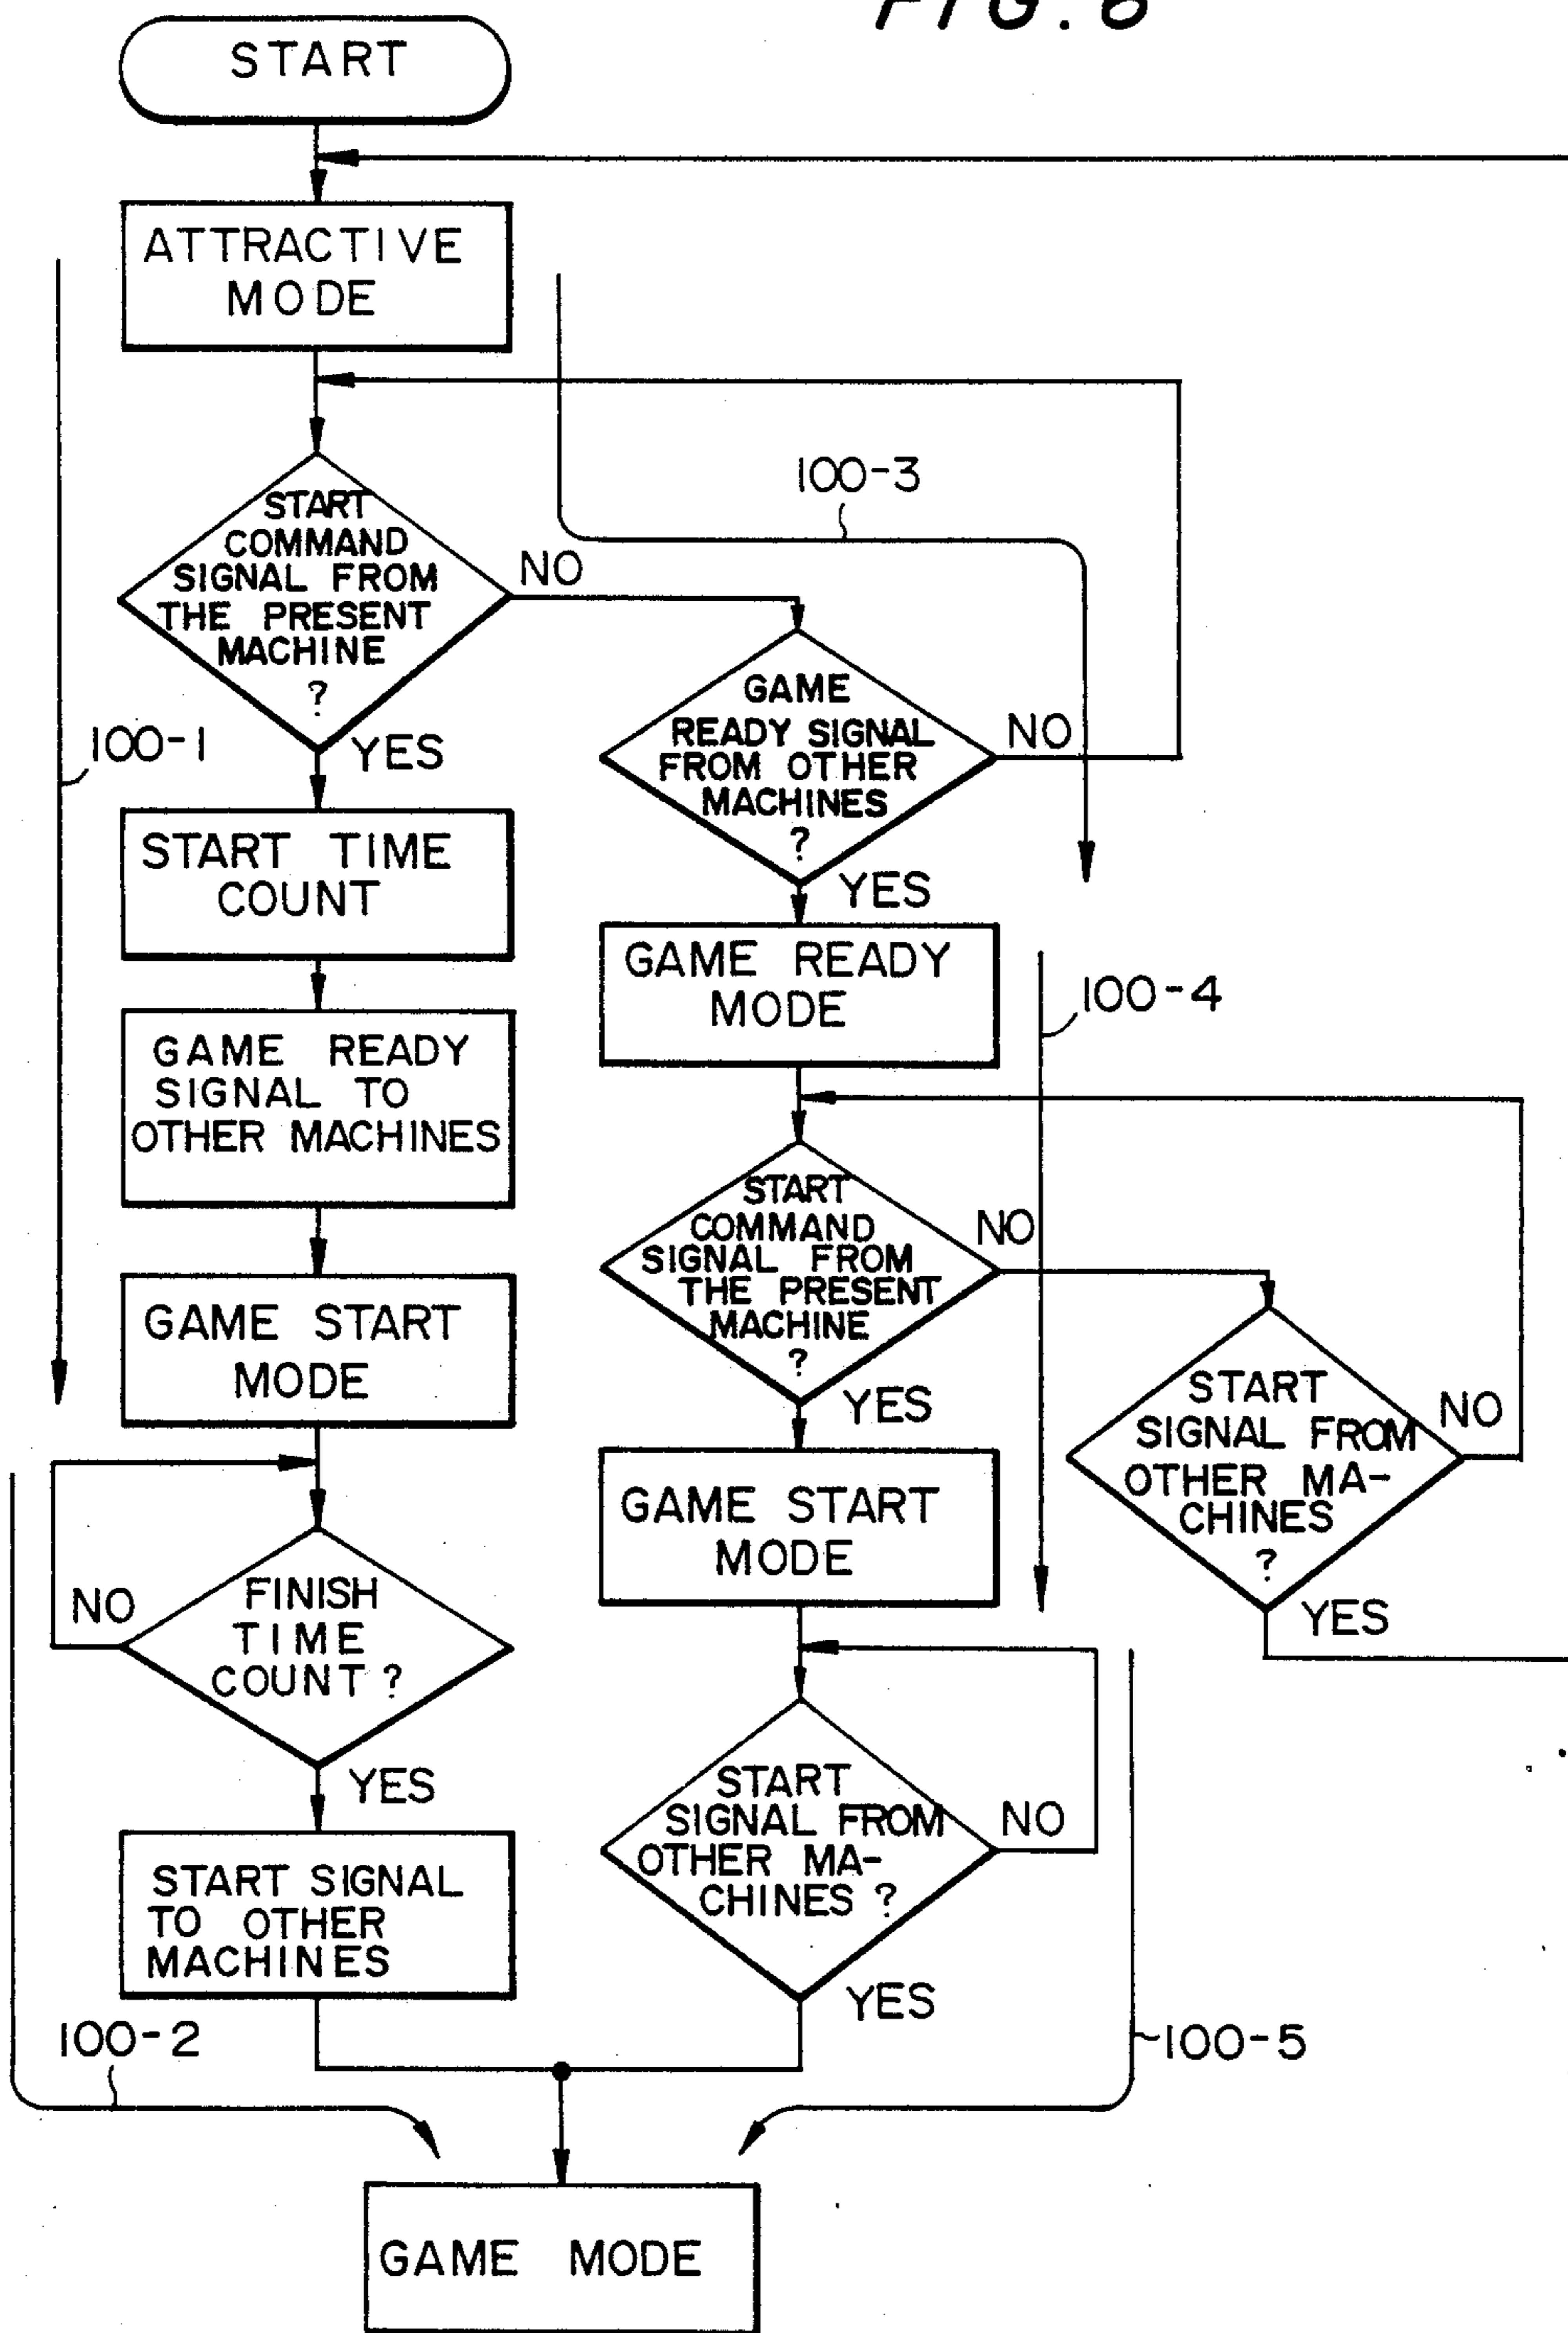 FIG. 6
START
ATTRACTIVE
MODE
START
COMMAND
SIGNAL FROM
THE PRESENT
MACHINE
?
NO
YES
100-1
100-3
GAME
READY SIGNAL
FROM OTHER
MACHINES
?
NO
YES
START TIME
COUNT
GAME READY
MODE
100-4
GAME READY
SIGNAL TO
OTHER MACHINES
START
COMMAND
SIGNAL FROM
THE PRESENT
MACHINE
?
NO
YES
GAME START
MODE
START
SIGNAL FROM
OTHER MA-
CHINES
?
NO
YES
GAME START
MODE
FINISH
TIME
COUNT ?
NO
YES
START
SIGNAL FROM
OTHER MA-
CHINES ?
NO
YES
START SIGNAL
TO OTHER
MACHINES
100-2
100-5
GAME MODE